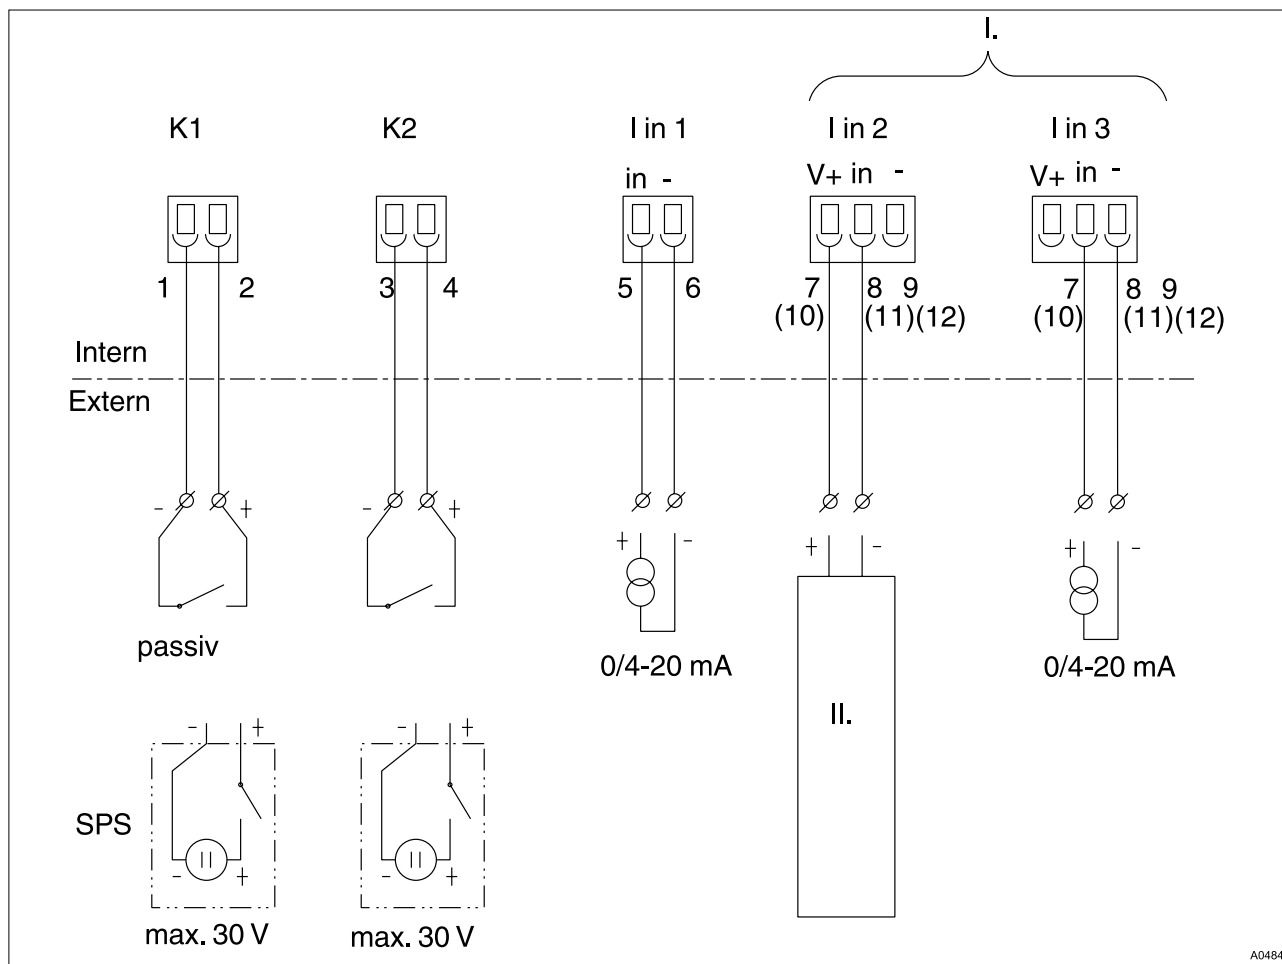 I.
K1 K2 I in 1 I in 2 I in 3
in - V+ in - V+ in -
1 2 3 4 5 6 7 8 9 7 8 9
(10) (11)(12) (10) (11)(12)
Intern
Extern
- + - +
+ - + - + -
passiv 0/4-20 mA 0/4-20 mA
II.
- + - +
SPS
- + - +
max. 30 V max. 30 V
A0484